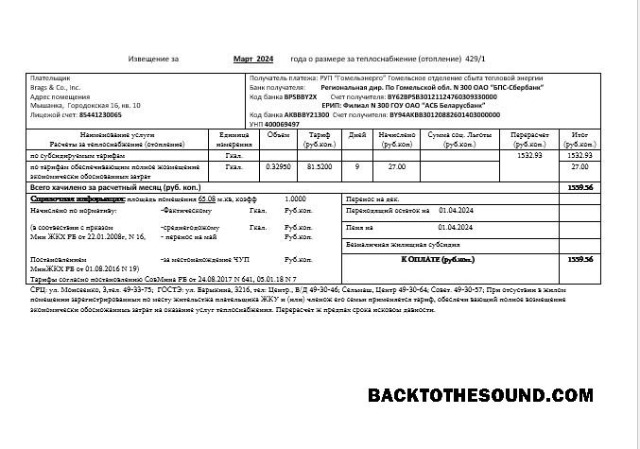 Извещение за Март 2024 года о размере за теплоснабжение (отопление) 429/1
Плательщик
Brags & Co., Inc.
Адрес помещения
Мышанка, Городокская 16, кв. 10
Лицевой счет: 85441230065
Получатель платежа: РУП "Гомельэнерго" Гомельское отделение сбыта тепловой энергии
Банк получателя: Региональная дир. По Гомельской обл. N 300 ОАО "БПС-Сбербанк"
Код банка BPSBBY2X Счет получателя: BY62BPSB30121124760309330000
ЕРИП: Филиал N 300 ГОУ ОАО "АСБ Беларусбанк"
Код банка AKBBBY21300 Счет получателя: BY94AKBB30120882601403000000
УНП 400069497
Наименование услуги Единица Объем Тариф Дней Начислено Сумма соц. Льготы Перерасчет Итог
Расчеты за теплоснабжение (отопление) измерения (руб.коп.) (руб.коп) (руб.коп.) (руб.коп.) (руб.коп)
по субсидируемым тарифам Гкал. 1532.93 1532.93
по тарифам обеспечивающим полное возмещение Гкал. 0.32950 81.5200 9 27.00 27.00
экономически обоснованных затрат
Всего начилено за расчетный месяц (руб. коп.) 1559.56
Справочная информация: площадь помещения 65.08 м.кв, коэфф 1.0000 Перенос на дек.
Начислено по нормативу: -Фактическому Гкал. Руб.коп. Переходящий остаток на 01.04.2024
(в соостветствии с приказом -среднегодовому Гкал. Руб.коп. Пеня на 01.04.2024
Мин ЖКХ РБ от 22.01.2008г, N 16, - перенос на май Руб.коп.
Безналичная жилищная субсидия
Постановлением -за местонахождение ЧУП Руб.коп. К ОПЛАТЕ (руб.коп.) 1559.56
МинЖКХ РБ от 01.08.2016 N 19)
Тарифы согласно постановлению СовМина РБ от 24.08.2017 N 641, 05.01.18 N 7
СРЦ: ул. Моисеенко, 3,тел. 49-33-75; ГОСТЭ: ул. Барыкина, 3216, тел: Центр., В/Д 49-30-46; Сельмаш, Центр 49-30-64; Совет. 49-30-57; При отсуствии в жилом
помещении зарегистрированных по месту жительства плательщика ЖКУ и (или) членов его семьи применяется тариф, обеспечивающий полное возмещение
экономически обоснованных затрат на оказание услуг теплоснабжения. Перерасчет в пределах срока исковой давности.
BACKTOTHESOUND.COM